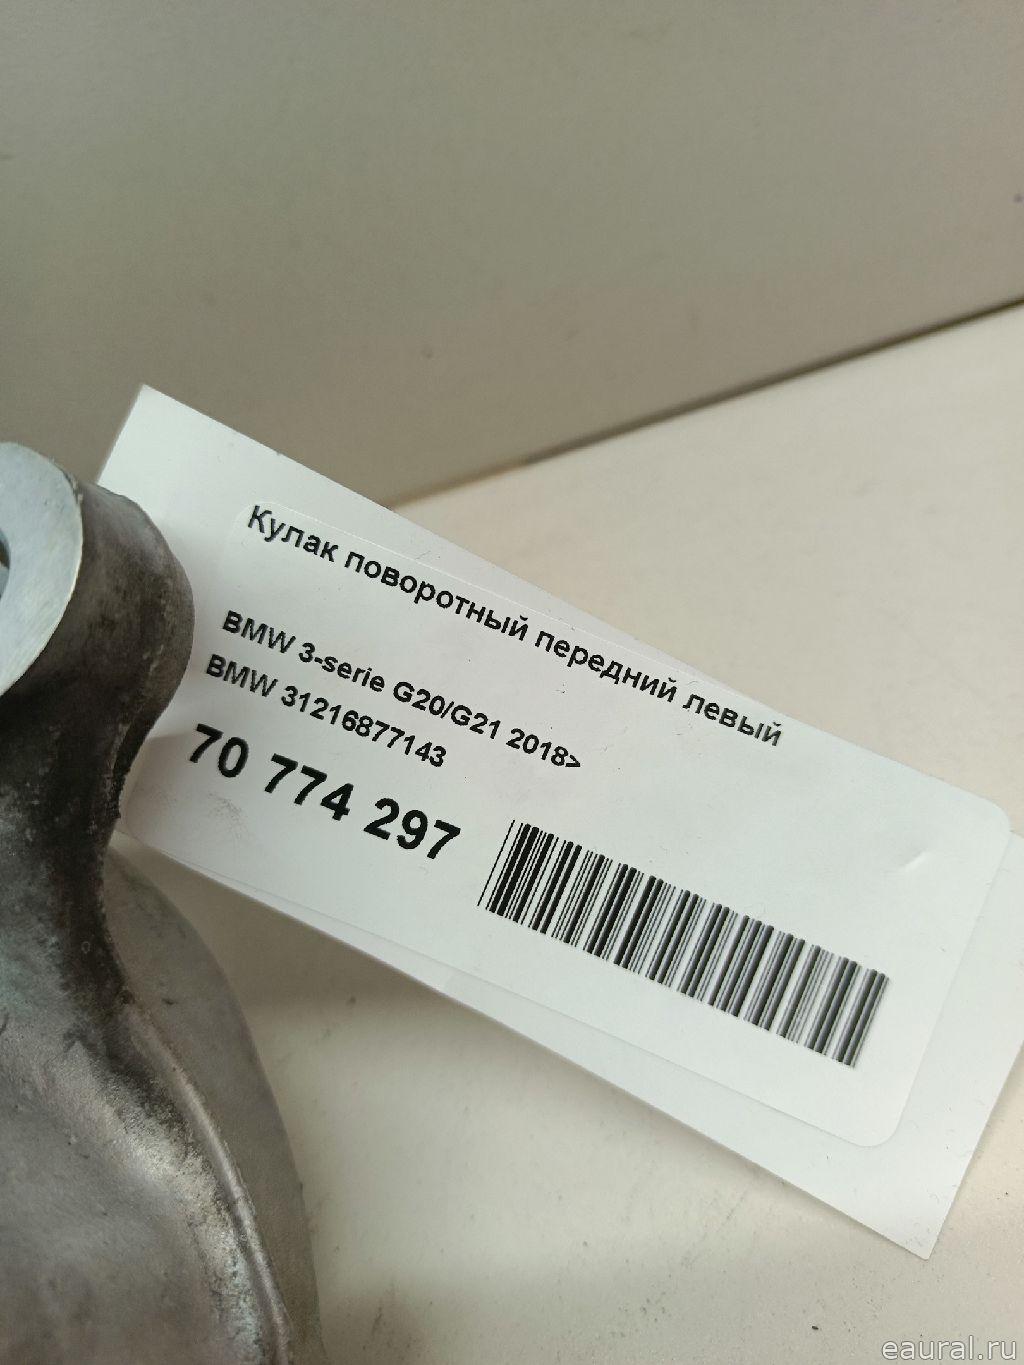 Кулак поворотный передний левый
BMW 3-serie G20/G21 2018>
BMW 31216877143
70 774 297
eaural.ru